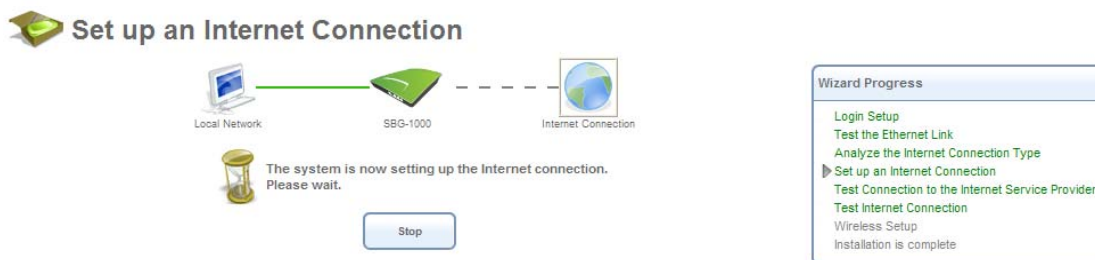 Set up an Internet Connection
Local Network
SBG-1000
Internet Connection
The system is now setting up the Internet connection.
Please wait.
Stop
Wizard Progress
Login Setup
Test the Ethernet Link
Analyze the Internet Connection Type
Set up an Internet Connection
Test Connection to the Internet Service Provider
Test Internet Connection
Wireless Setup
Installation is complete